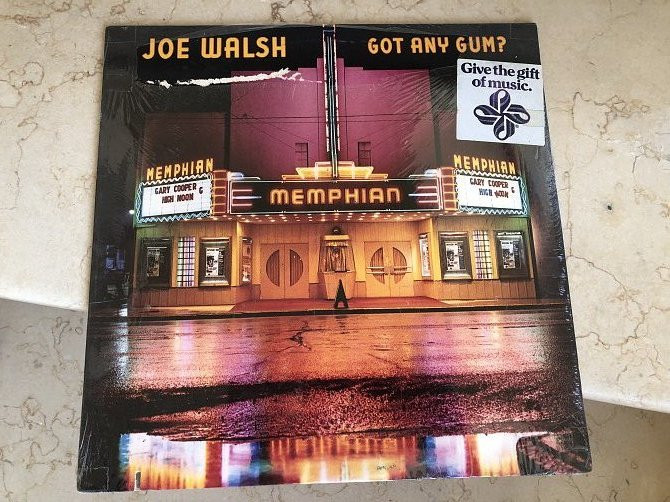 JOE WALSH
GOT ANY GUM?
Give the gift
of music.
MEMPHIAN
GARY COOPER
HIGH NOON
MEMPHIAN
MEMPHIAN
GARY COOPER
HIGH NOON